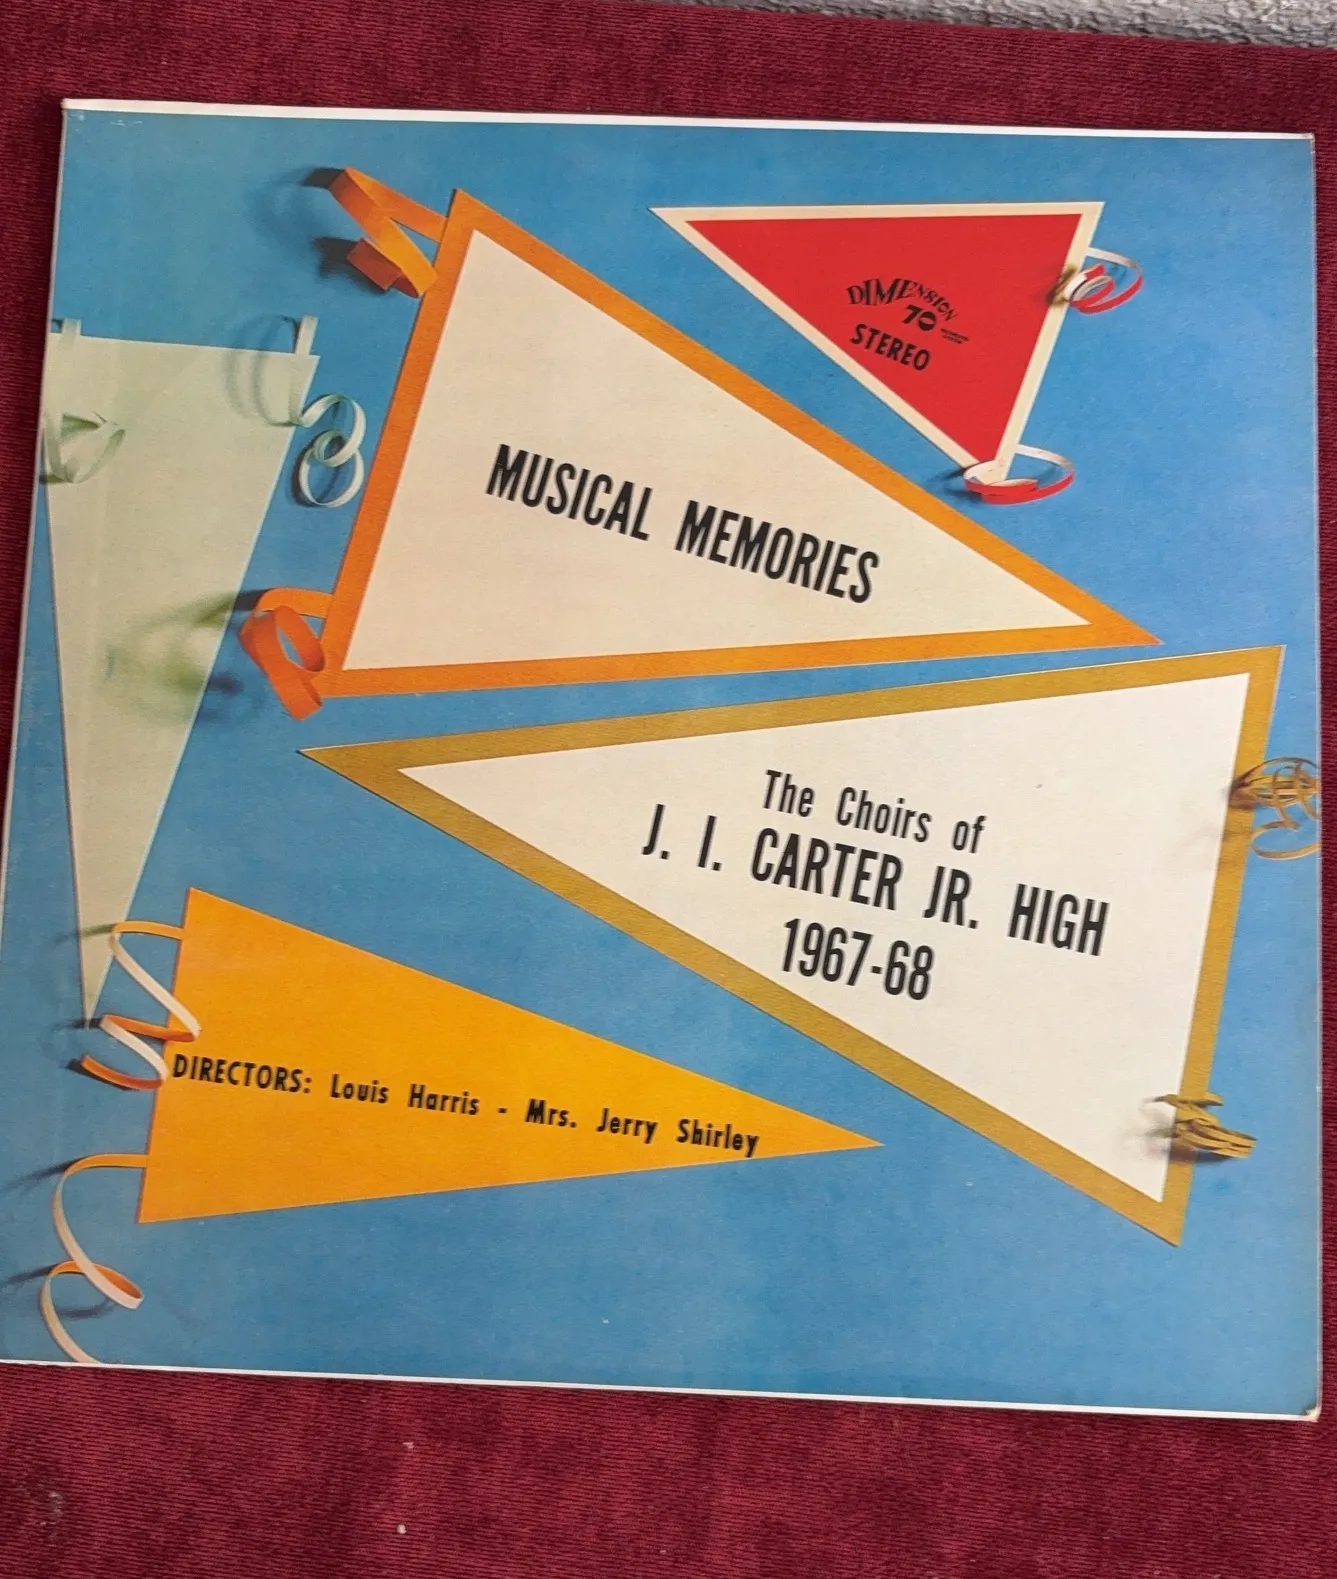 DIMENSION
70
STEREO
MUSICAL MEMORIES
The Choirs of
J. I. CARTER JR. HIGH
1967-68
DIRECTORS: Louis Harris - Mrs. Jerry Shirley